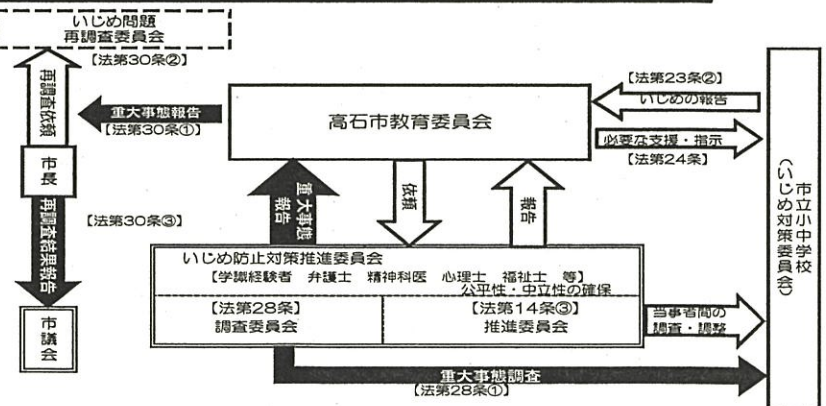 いじめ問題
再調査委員会
【法第30条②】
再調査依頼
重大事態報告
【法第30条①】
市長
再調査結果報告
【法第30条③】
市議会
高石市教育委員会
【法第23条②】
いじめの報告
必要な支援・指示
【法第24条】
市立小中学校
（いじめ対策委員会）
重大事態
報告
依頼
報告
いじめ防止対策推進委員会
【学識経験者 弁護士 精神科医 心理士 福祉士 等】
公平性・中立性の確保
【法第28条】
調査委員会
【法第14条③】
推進委員会
当事者間の
調査・調整
重大事態調査
【法第28条①】